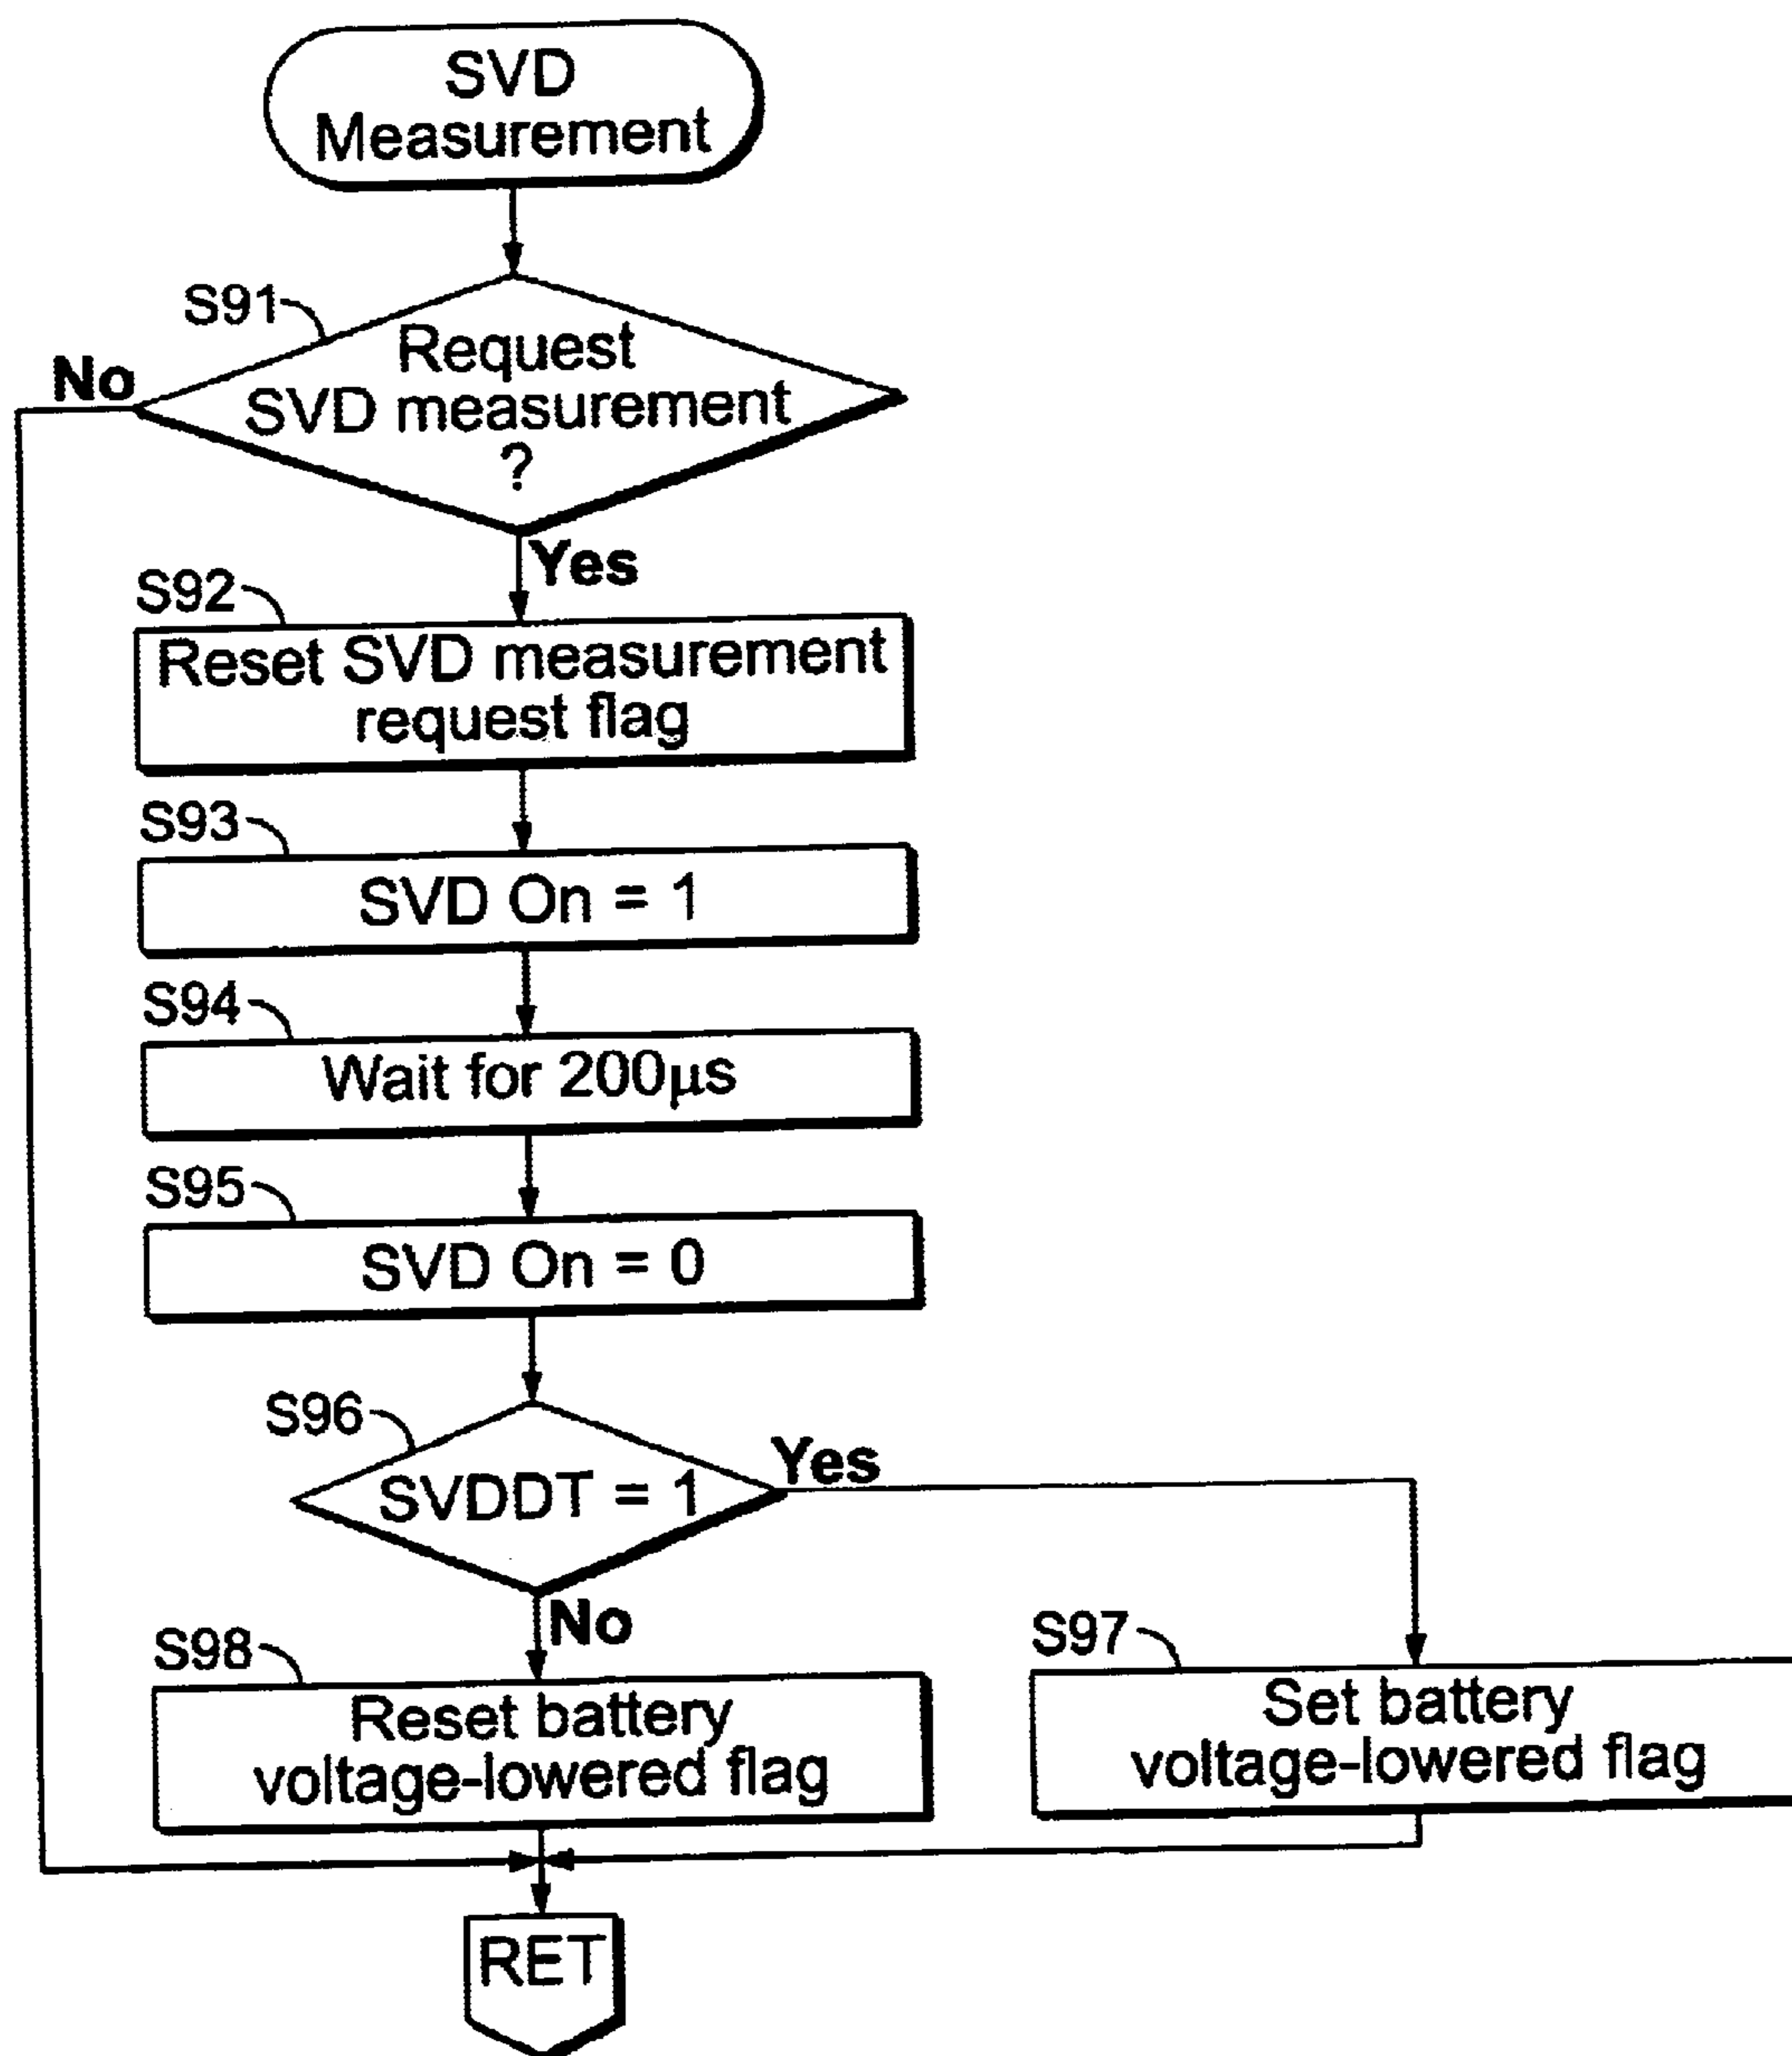 SVD
Measurement
S91
Request
SVD measurement
?
No
Yes
S92
Reset SVD measurement
request flag
S93
SVD On = 1
S94
Wait for 200μs
S95
SVD On = 0
S96
SVDDT = 1
Yes
No
S98
Reset battery
voltage-lowered flag
S97
Set battery
voltage-lowered flag
RET